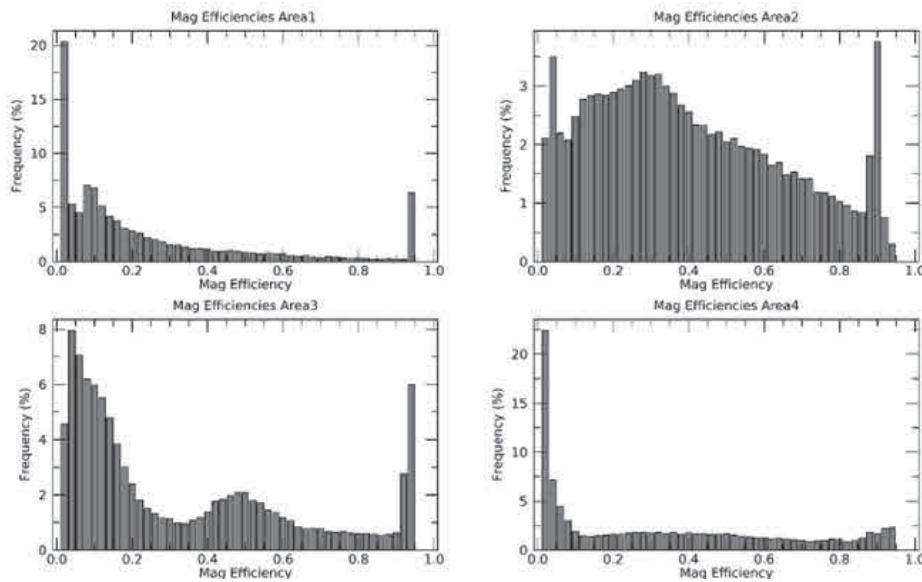 Mag Efficiencies Area1
20
15
10
5
0
Frequency (%)
0.0 0.2 0.4 0.6 0.8 1.0
Mag Efficiency
Mag Efficiencies Area2
3
2
1
0
Frequency (%)
0.0 0.2 0.4 0.6 0.8 1.0
Mag Efficiency
Mag Efficiencies Area3
8
6
4
2
0
Frequency (%)
0.0 0.2 0.4 0.6 0.8 1.0
Mag Efficiency
Mag Efficiencies Area4
20
15
10
5
0
Frequency (%)
0.0 0.2 0.4 0.6 0.8 1.0
Mag Efficiency